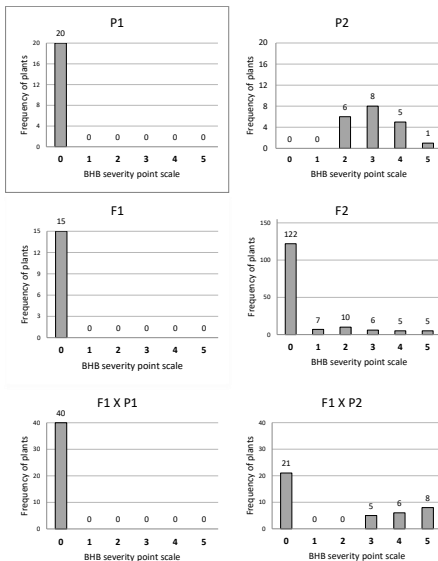 P1
20
20
16
12
8
4
0
0 0 0 0 0
0 1 2 3 4 5
BHB severity point scale
Frequency of plants
P2
20
16
12
8
4
0
0 0 6 8 5 1
0 1 2 3 4 5
BHB severity point scale
Frequency of plants
F1
15
15
12
9
6
3
0
0 0 0 0 0
0 1 2 3 4 5
BHB severity point scale
Frequency of plants
F2
150
100
50
0
122 7 10 6 5 5
0 1 2 3 4 5
BHB severity point scale
Frequency of plants
F1 X P1
40
40
30
20
10
0
0 0 0 0 0
0 1 2 3 4 5
BHB severity point scale
Frequency of plants
F1 X P2
40
30
20
10
0
21 0 0 5 6 8
0 1 2 3 4 5
BHB severity point scale
Frequency of plants